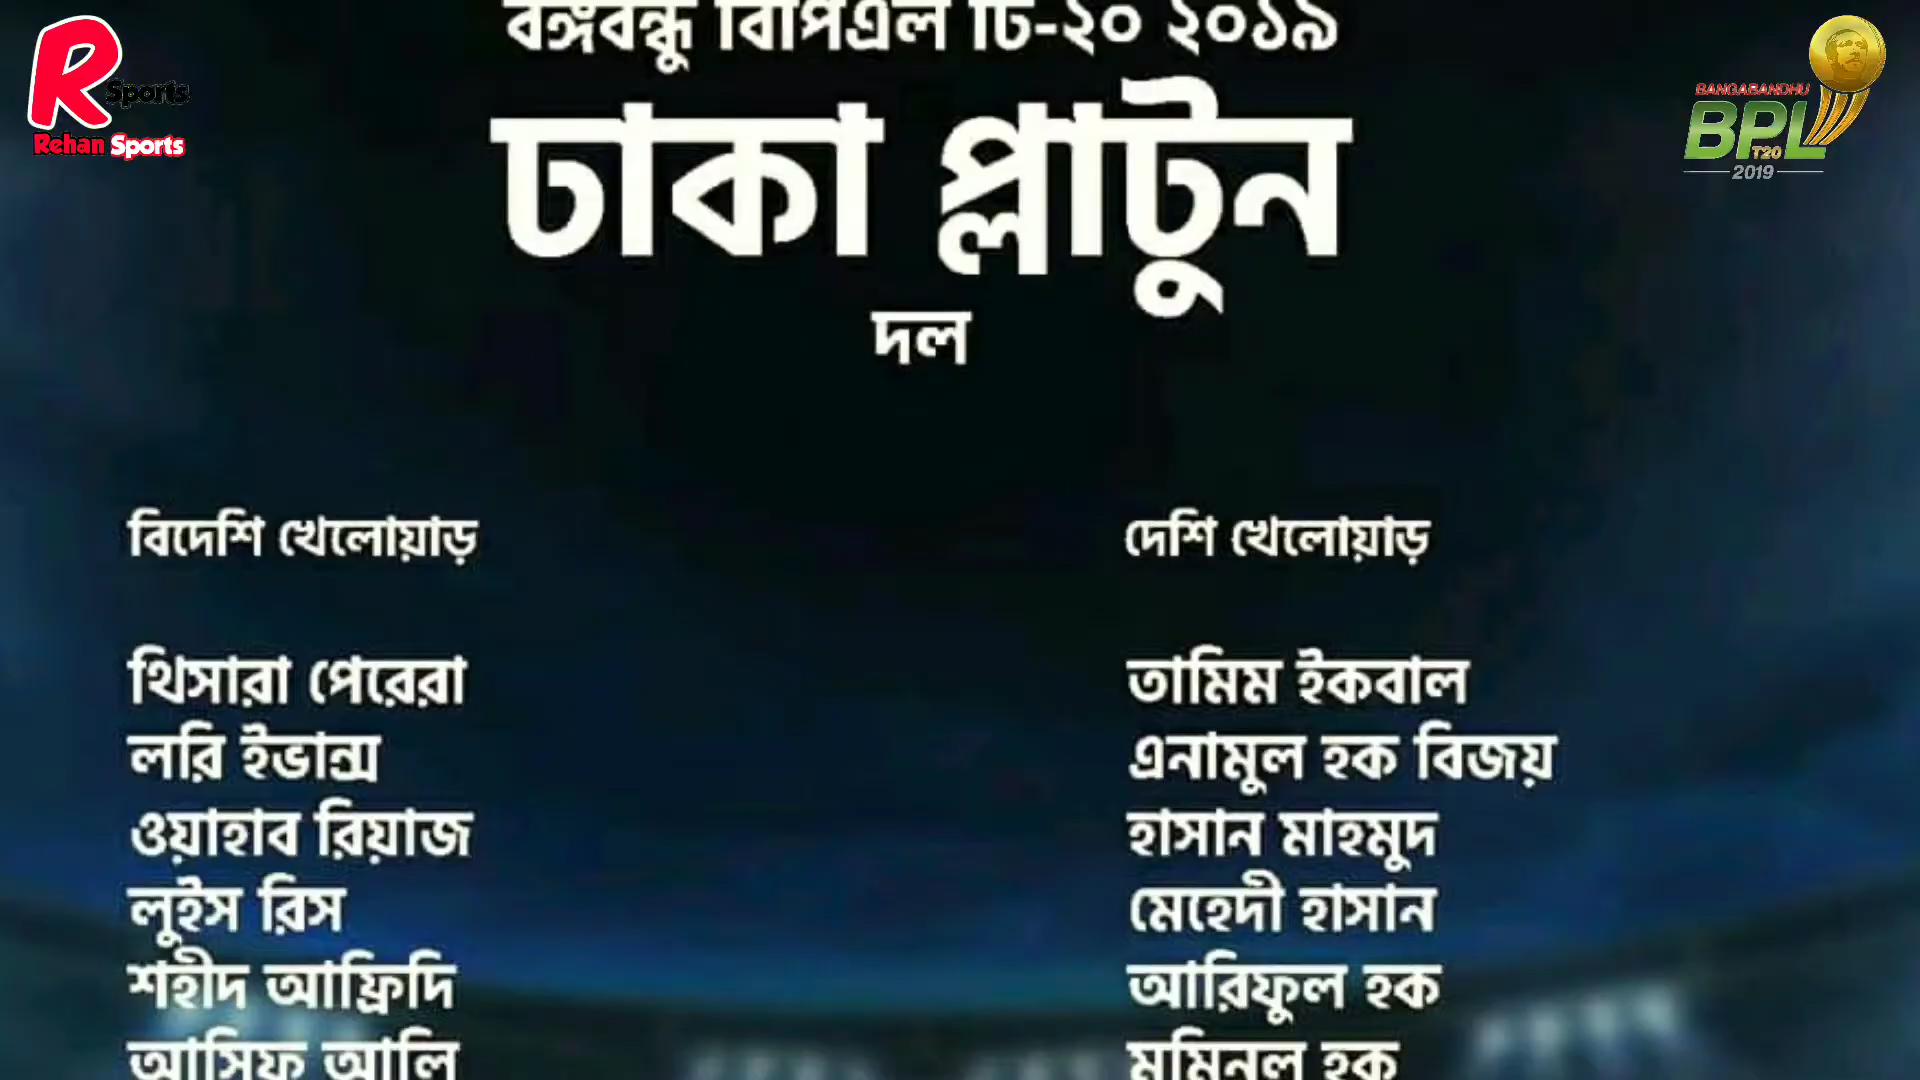 বঙ্গবন্ধু বিপিএল টি-২০ ২০১৯
ঢাকা প্লাটুন
দল
R Sports
Rehan Sports
BANGABANDHU
BPL
T20
2019
বিদেশি খেলোয়াড়
থিসারা পেরেরা
লরি ইভান্স
ওয়াহাব রিয়াজ
লুইস রিস
শহীদ আফ্রিদি
আসিফ আলি
দেশি খেলোয়াড়
তামিম ইকবাল
এনামুল হক বিজয়
হাসান মাহমুদ
মেহেদী হাসান
আরিফুল হক
মমিনুল হক